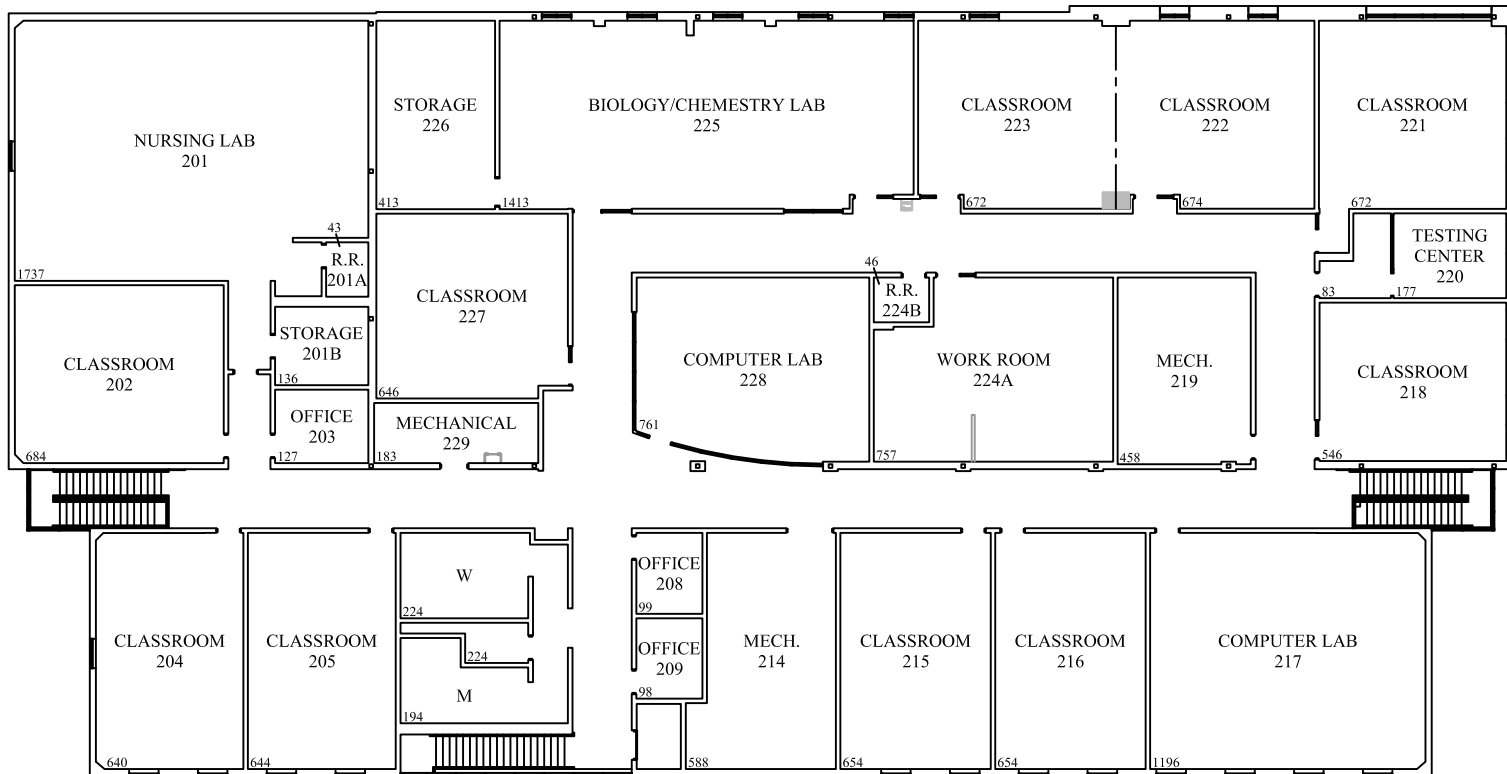 NURSING LAB
201
1737
43
R.R.
201A
STORAGE
226
413
BIOLOGY/CHEMESTRY LAB
225
1413
CLASSROOM
223
672
CLASSROOM
222
674
CLASSROOM
221
672
TESTING
CENTER
220
83
177
CLASSROOM
202
684
STORAGE
201B
136
OFFICE
203
127
CLASSROOM
227
646
MECHANICAL
229
183
COMPUTER LAB
228
761
46
R.R.
224B
WORK ROOM
224A
757
MECH.
219
458
CLASSROOM
218
546
CLASSROOM
204
640
CLASSROOM
205
644
W
224
224
M
194
OFFICE
208
99
OFFICE
209
98
MECH.
214
588
CLASSROOM
215
654
CLASSROOM
216
654
COMPUTER LAB
217
1196